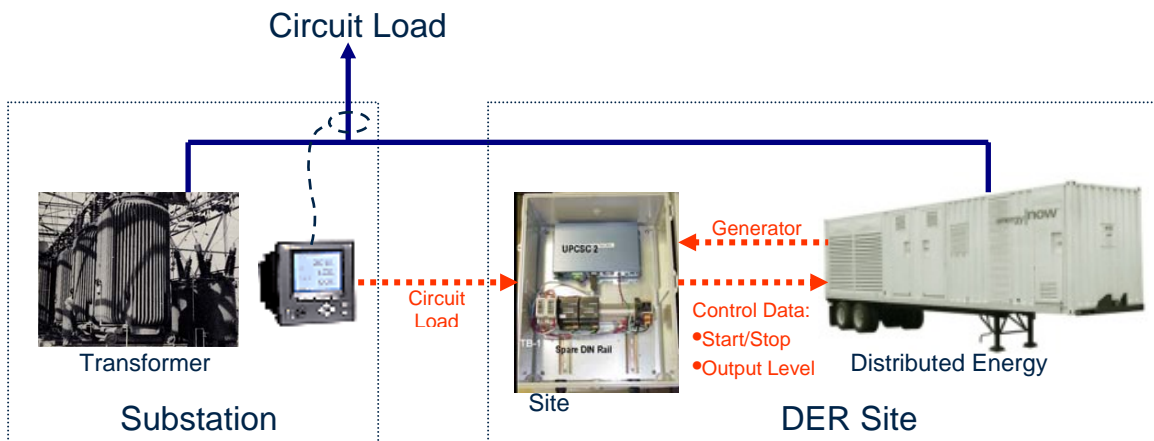 Circuit Load
energy|now
UPCSC-2
Generator
Circuit
Load
Control Data:
•Start/Stop
•Output Level
TB-1
Spare DIN Rail
Transformer
Site
Distributed Energy
Substation
DER Site